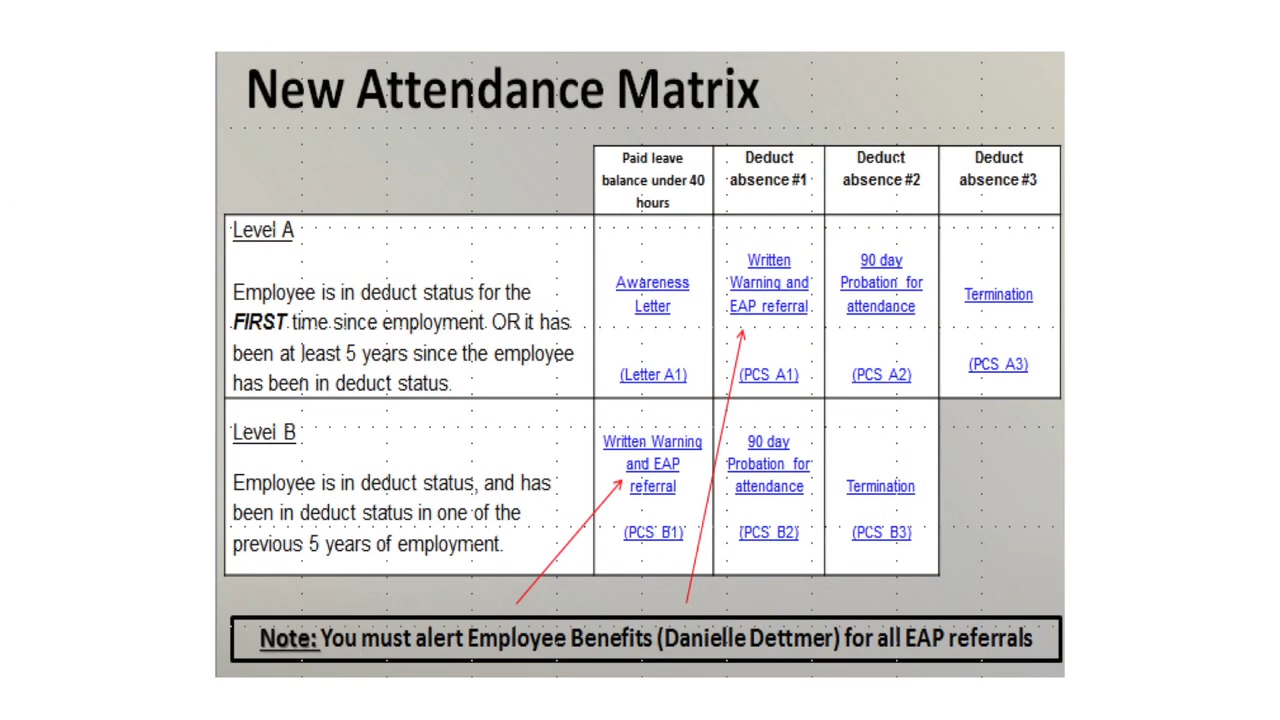 New Attendance Matrix
Paid leave
balance under 40
hours
Deduct
absence #1
Deduct
absence #2
Deduct
absence #3
Level A
Employee is in deduct status for the
FIRST time since employment. OR it has
been at least 5 years since the employee
has been in deduct status.
Awareness
Letter
(Letter A1)
Written
Warning and
EAP referral
(PCS A1)
90 day
Probation for
attendance
(PCS A2)
Termination
(PCS A3)
Level B
Employee is in deduct status, and has
been in deduct status in one of the
previous 5 years of employment.
Written Warning
and EAP
referral
(PCS B1)
90 day
Probation for
attendance
(PCS B2)
Termination
(PCS B3)
Note: You must alert Employee Benefits (Danielle Dettmer) for all EAP referrals